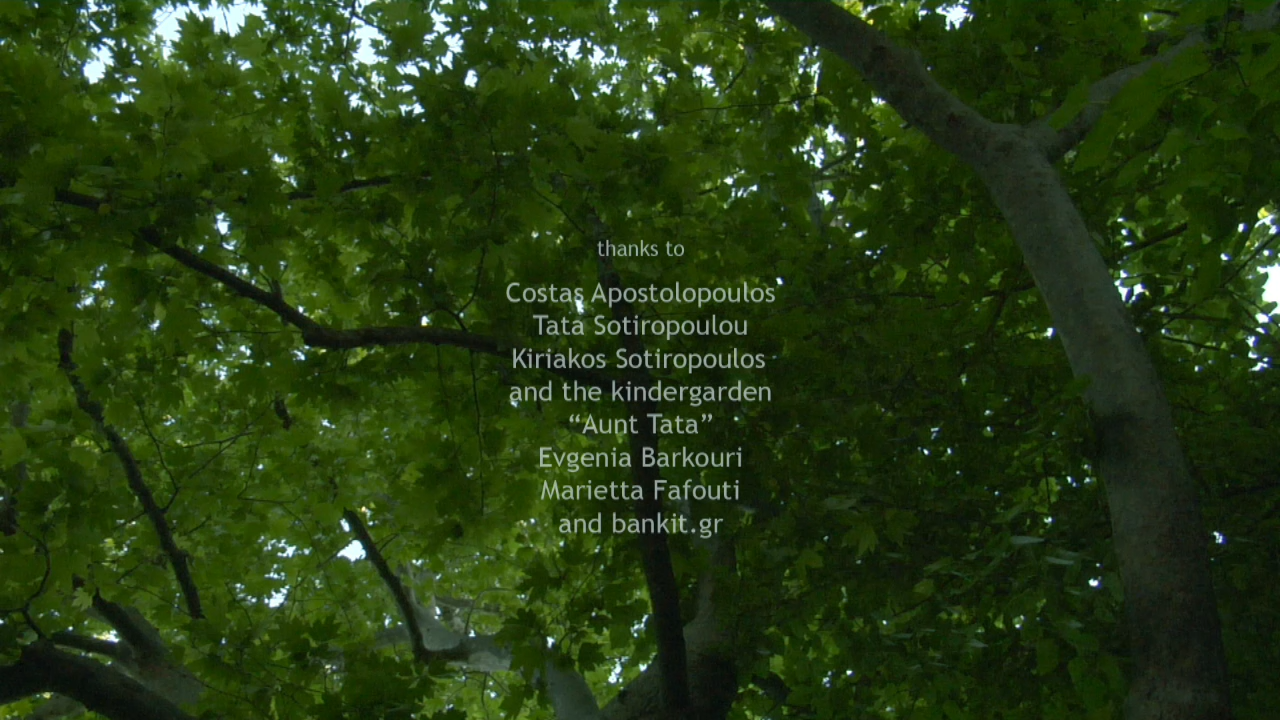 thanks to
Costas Apostolopoulos
Tata Sotiropoulou
Kiriakos Sotiropoulos
and the kindergarden
“Aunt Tata”
Evgenia Barkouri
Marietta Fafouti
and bankit.gr